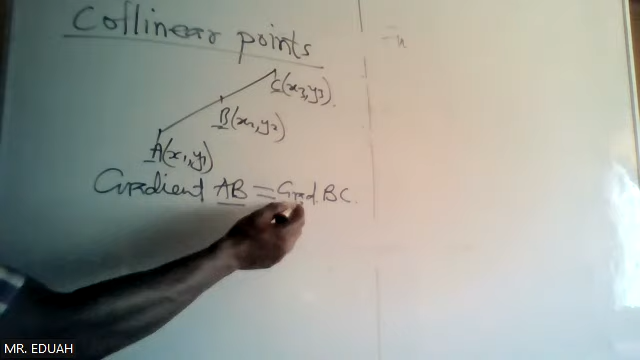 Collinear points
C(x₃,y₃).
B(x₂,y₂)
A(x₁,y₁)
Gradient AB = Grad. BC.
MR. EDUAH